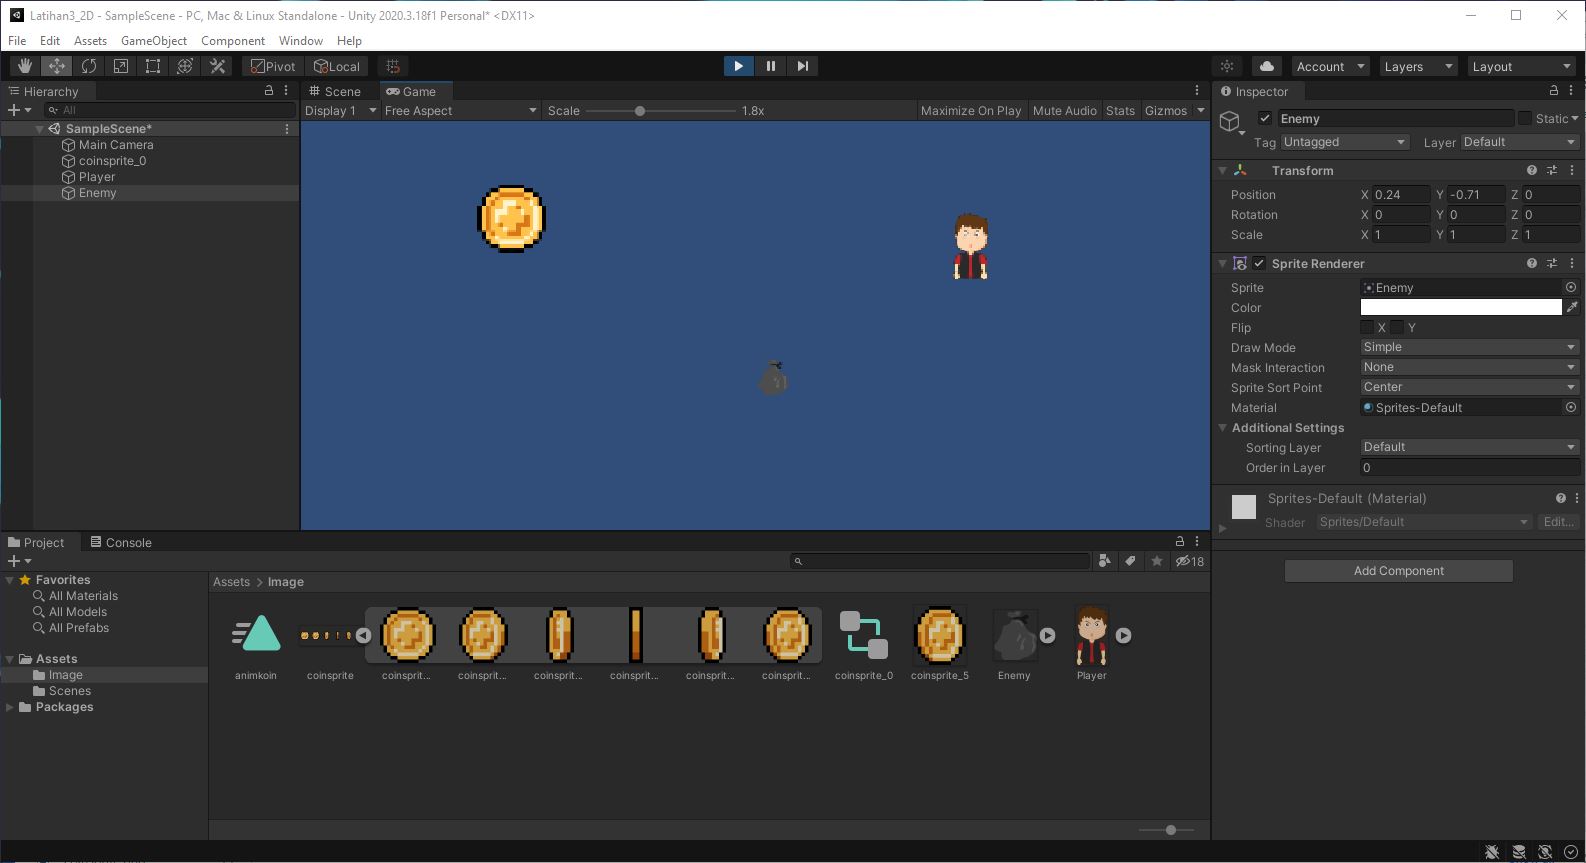 Latihan3_2D - SampleScene - PC, Mac & Linux Standalone - Unity 2020.3.18f1 Personal* <DX11>
File Edit Assets GameObject Component Window Help
Pivot Local Account Layers Layout
Hierarchy
All
SampleScene*
Main Camera
coinsprite_0
Player
Enemy
Scene Game
Display 1 Free Aspect Scale 1.8x Maximize On Play Mute Audio Stats Gizmos
Inspector
Enemy Static
Tag Untagged Layer Default
Transform
Position X 0.24 Y -0.71 Z 0
Rotation X 0 Y 0 Z 0
Scale X 1 Y 1 Z 1
Sprite Renderer
Sprite Enemy
Color
Flip X Y
Draw Mode Simple
Mask Interaction None
Sprite Sort Point Center
Material Sprites-Default
Additional Settings
Sorting Layer Default
Order in Layer 0
Sprites-Default (Material)
Shader Sprites/Default Edit...
Add Component
Project Console
18
Favorites
All Materials
All Models
All Prefabs
Assets
Image
Scenes
Packages
Assets > Image
animkoin coinsprite coinsprit... coinsprit... coinsprit... coinsprit... coinsprit... coinsprit... coinsprite_0 coinsprite_5 Enemy Player